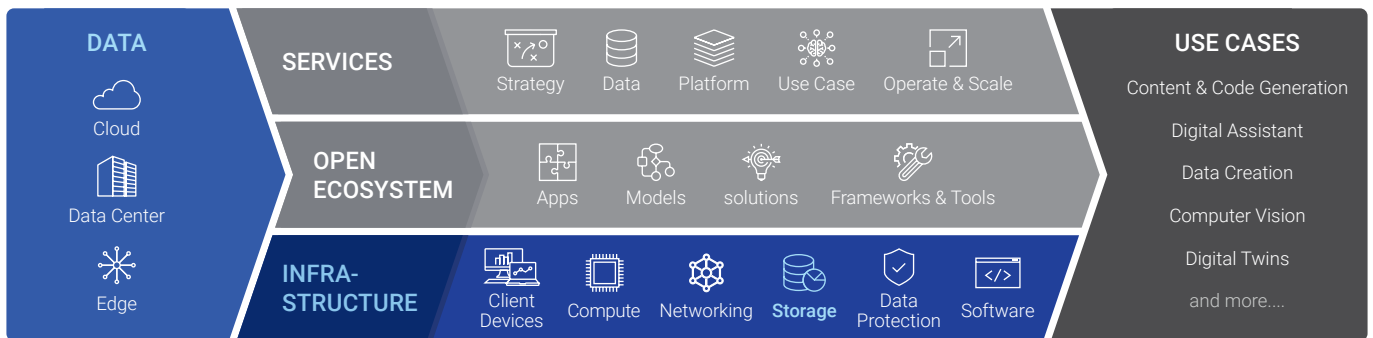 DATA
Cloud
Data Center
Edge
SERVICES
Strategy
Data
Platform
Use Case
Operate & Scale
OPEN
ECOSYSTEM
Apps
Models
solutions
Frameworks & Tools
INFRA-
STRUCTURE
Client
Devices
Compute
Networking
Storage
Data
Protection
</>
Software
USE CASES
Content & Code Generation
Digital Assistant
Data Creation
Computer Vision
Digital Twins
and more....